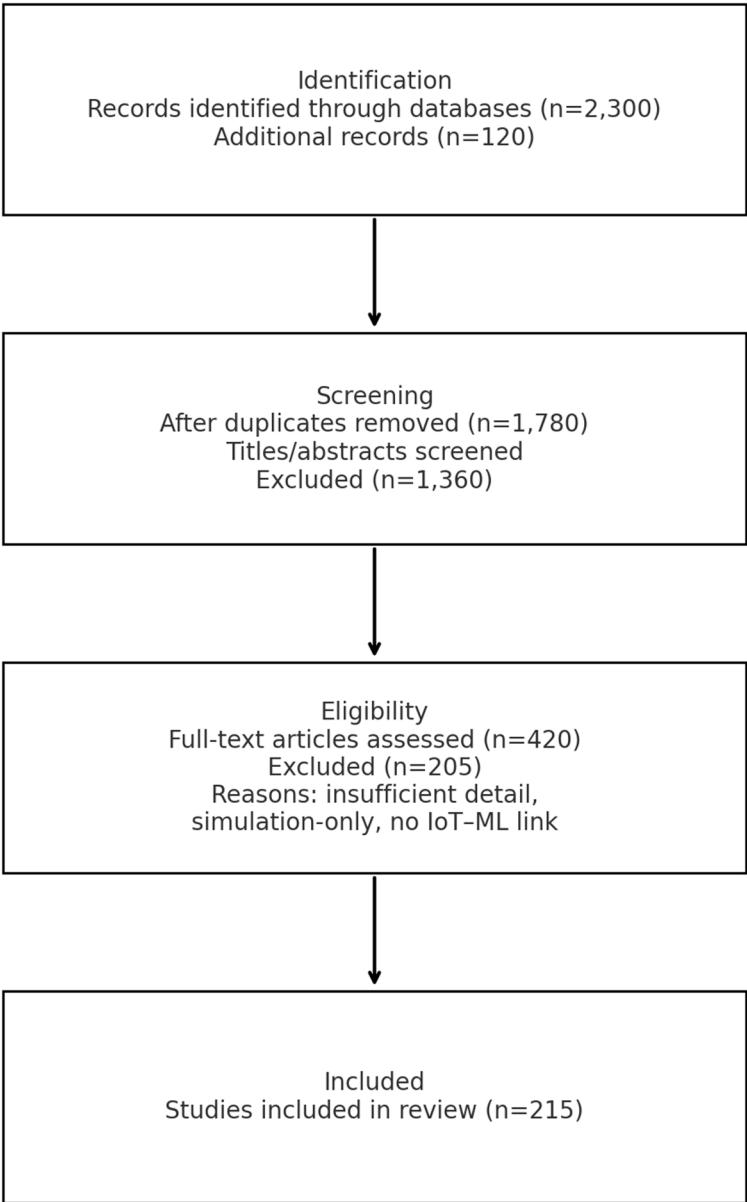 Identification
Records identified through databases (n=2,300)
Additional records (n=120)
Screening
After duplicates removed (n=1,780)
Titles/abstracts screened
Excluded (n=1,360)
Eligibility
Full-text articles assessed (n=420)
Excluded (n=205)
Reasons: insufficient detail,
simulation-only, no IoT–ML link
Included
Studies included in review (n=215)